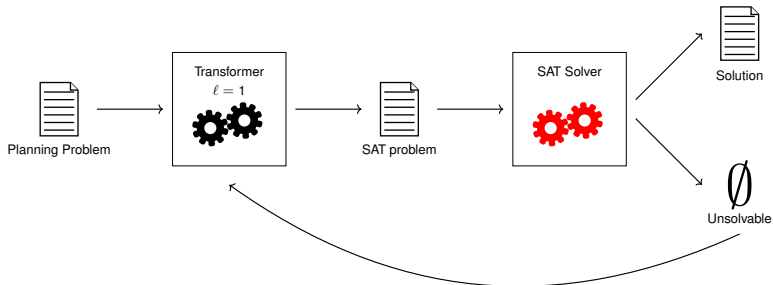 Planning Problem
Transformer
ℓ = 1
SAT problem
SAT Solver
Solution
∅
Unsolvable